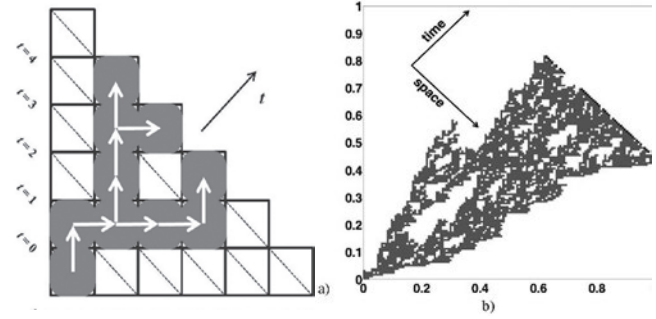 t = 4
t = 3
t = 2
t = 1
t = 0
t
a)
1
0.9
0.8
0.7
0.6
0.5
0.4
0.3
0.2
0.1
0
time
space
0 0.2 0.4 0.6 0.8
b)